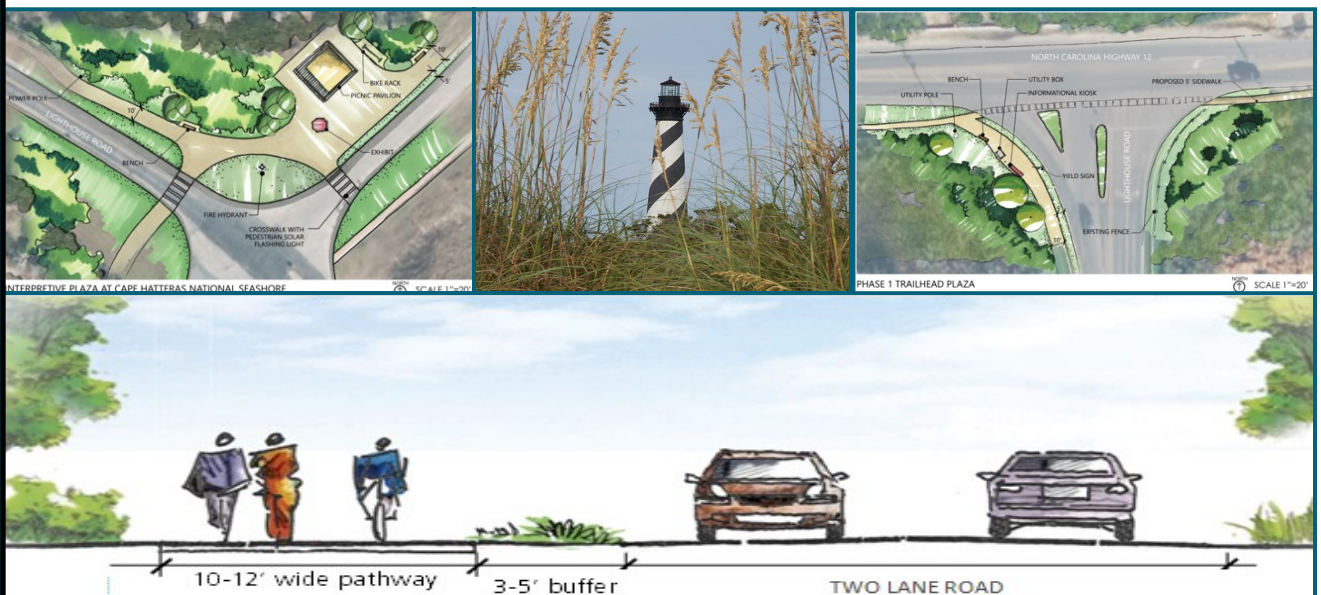 10'
5'
BIKE RACK
PICNIC PAVILION
POWER POLE
10'
LIGHTHOUSE ROAD
EXHIBIT
BENCH
FIRE HYDRANT
CROSSWALK WITH
PEDESTRIAN SOLAR
FLASHING LIGHT
INTERPRETIVE PLAZA AT CAPE HATTERAS NATIONAL SEASHORE
NORTH
SCALE 1"=20'
NORTH CAROLINA HIGHWAY 12
BENCH
UTILITY BOX
PROPOSED 5' SIDEWALK
UTILITY POLE
INFORMATIONAL KIOSK
LIGHTHOUSE ROAD
YIELD SIGN
EXISTING FENCE
10'
PHASE 1 TRAILHEAD PLAZA
NORTH
SCALE 1"=20'
10-12' wide pathway
3-5' buffer
TWO LANE ROAD